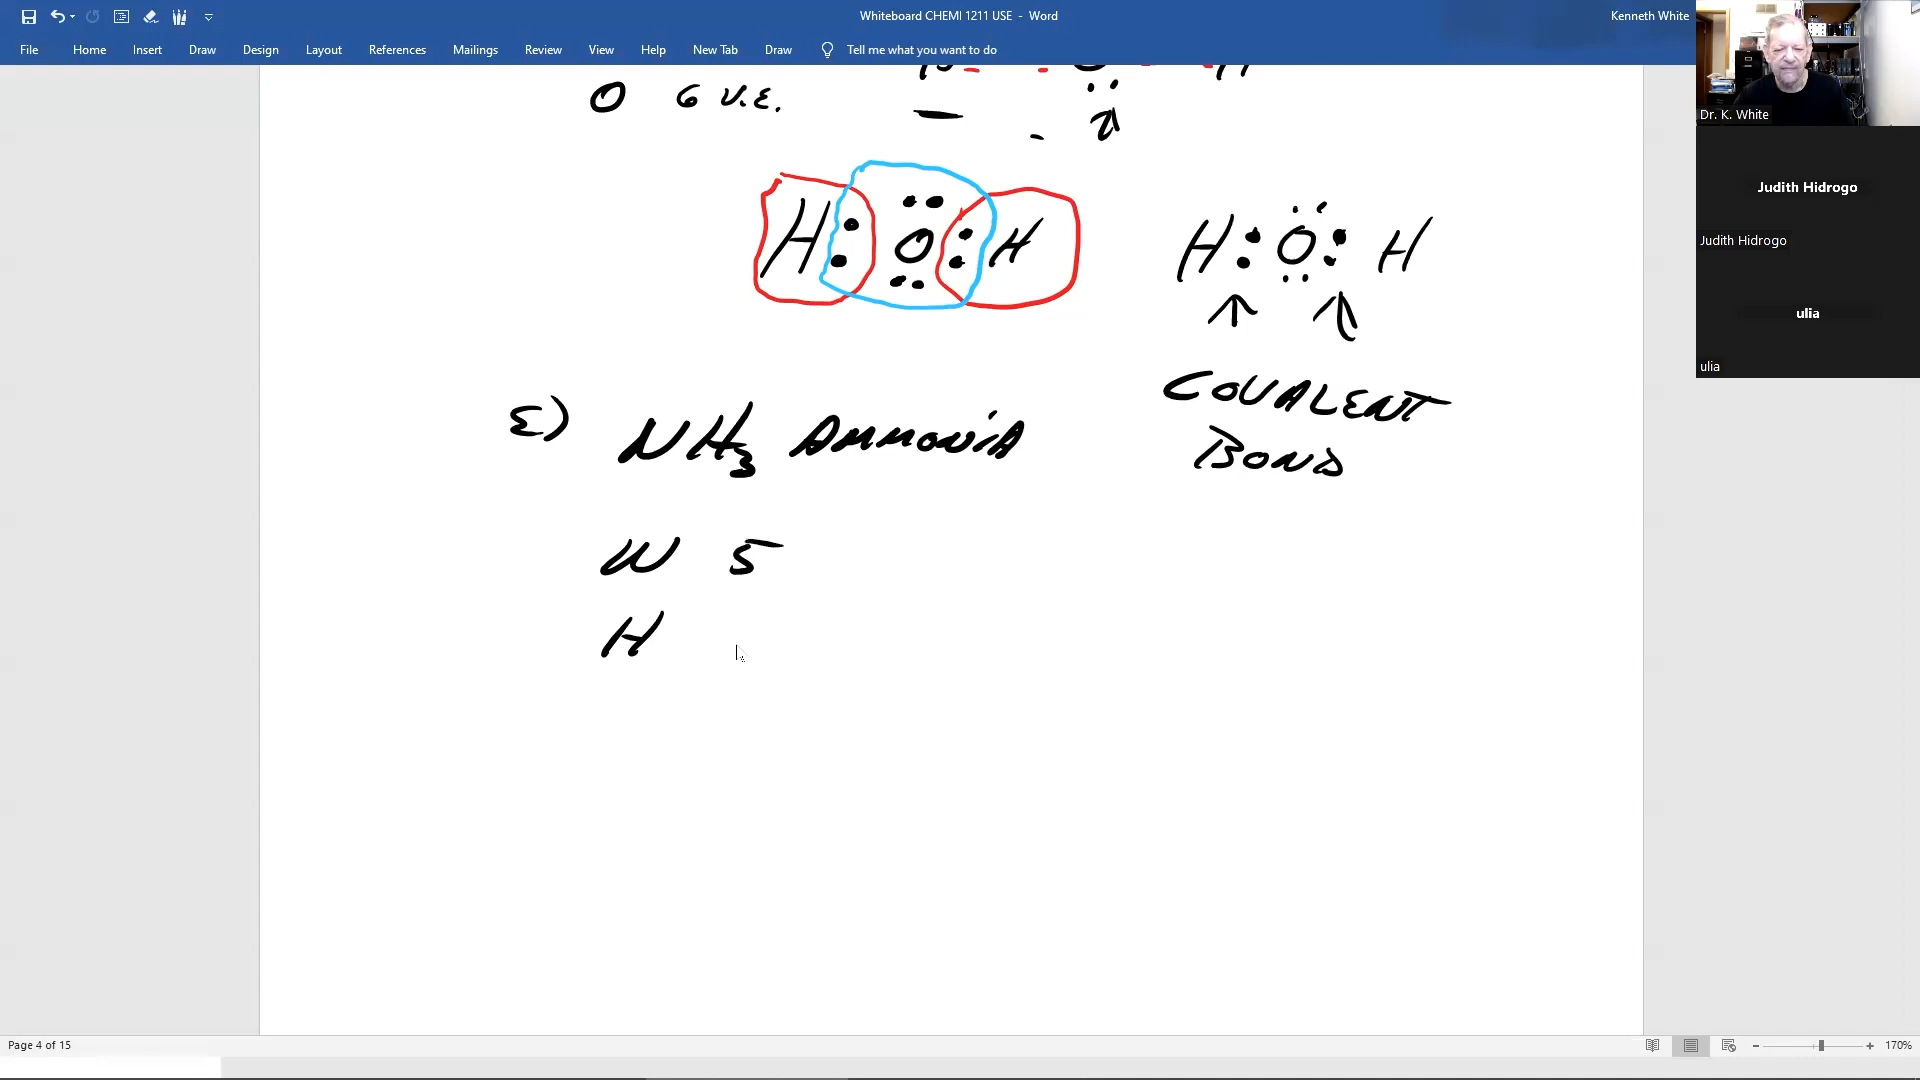 Whiteboard CHEMI 1211 USE - Word
Kenneth White
File Home Insert Draw Design Layout References Mailings Review View Help New Tab Draw Tell me what you want to do
Dr. K. White
Judith Hidrogo
Judith Hidrogo
ulia
ulia
O 6 V.E.
H : O : H
H : O : H
COVALENT
BOND
E) NH3 AMMONIA
N 5
H
Page 4 of 15
170%